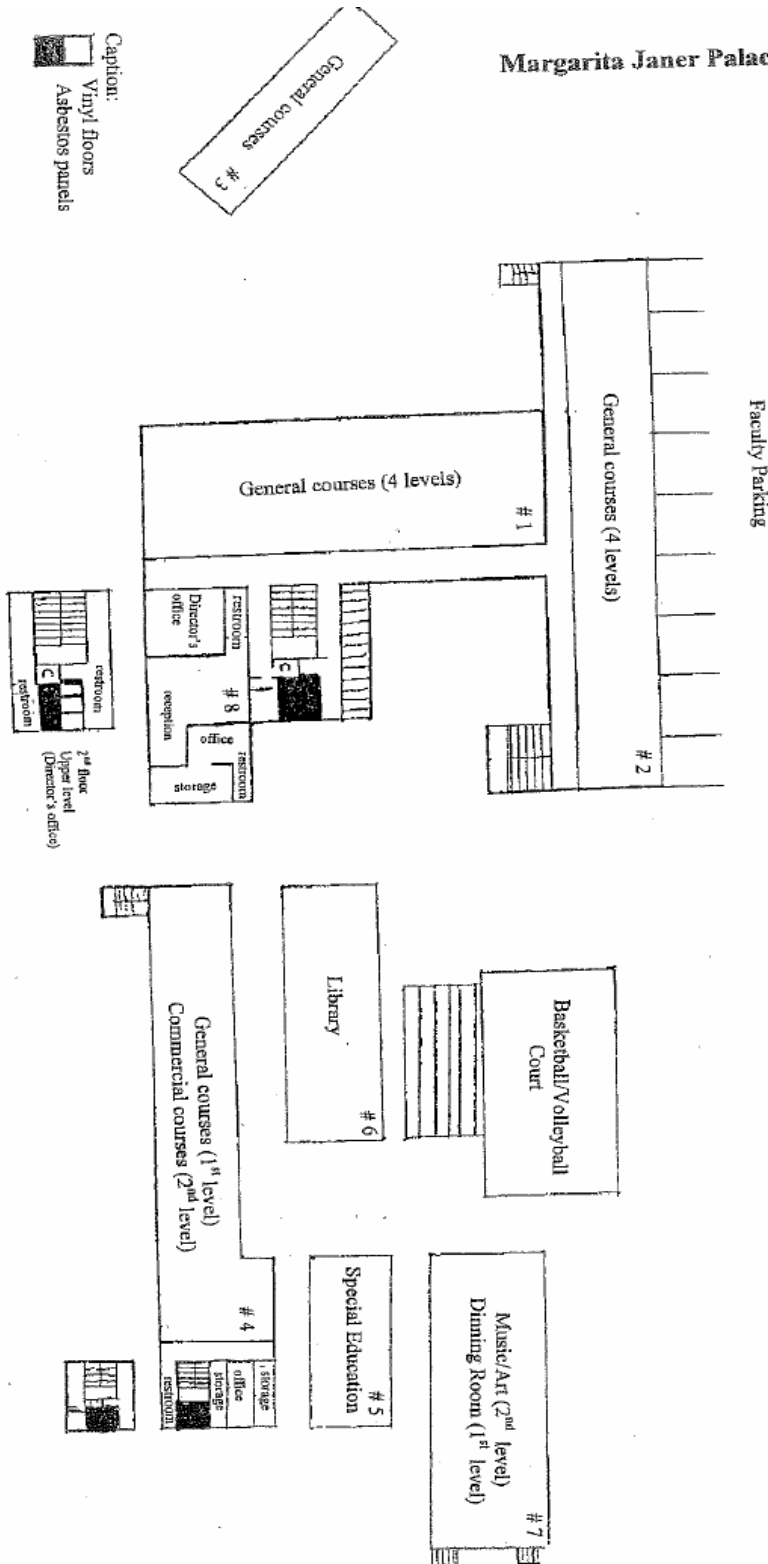 Margarita Janer Palac
Caption:
Vinyl floors
Asbestos panels
General courses
# 3
Faculty Parking
General courses (4 levels)
# 2
General courses (4 levels)
# 1
Director's
office
restroom
C
# 8
reception
office
restroom
storage
restroom
C
restroom
2nd floor
Upper level
(Director's office)
Library
# 6
Basketball/Volleyball
Court
General courses (1st level)
Commercial courses (2nd level)
# 4
storage
office
storage
restroom
Special Education
# 5
Music/Art (2nd level)
Dinning Room (1st level)
# 7